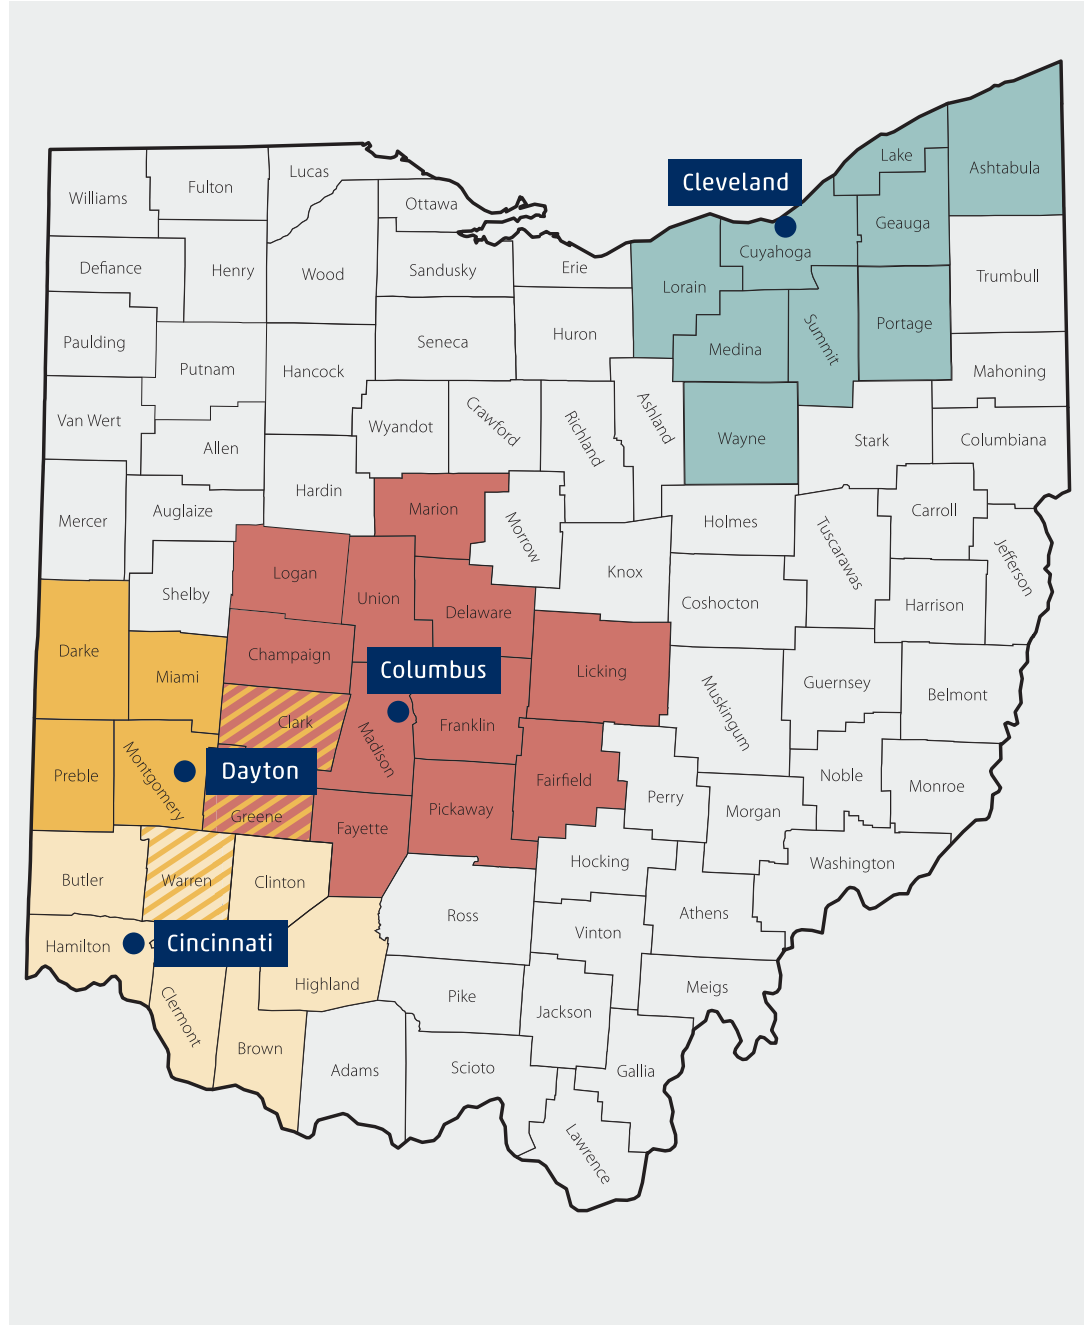 Lake
Ashtabula
Lucas
Cleveland
Fulton
Williams
Ottawa
Geauga
Cuyahoga
Defiance
Henry
Wood
Sandusky
Erie
Trumbull
Lorain
Portage
Summit
Huron
Paulding
Seneca
Medina
Putnam
Hancock
Mahoning
Van Wert
Wyandot
Crawford
Richland
Ashland
Wayne
Stark
Columbiana
Allen
Hardin
Marion
Mercer
Auglaize
Morrow
Holmes
Tuscarawas
Carroll
Jefferson
Logan
Knox
Shelby
Union
Delaware
Coshocton
Harrison
Darke
Champaign
Columbus
Licking
Miami
Guernsey
Belmont
Muskingum
Clark
Franklin
Madison
Montgomery
Dayton
Preble
Fairfield
Noble
Monroe
Perry
Greene
Pickaway
Morgan
Fayette
Hocking
Washington
Butler
Warren
Clinton
Ross
Athens
Vinton
Hamilton
Cincinnati
Highland
Pike
Meigs
Jackson
Clermont
Brown
Adams
Scioto
Gallia
Lawrence